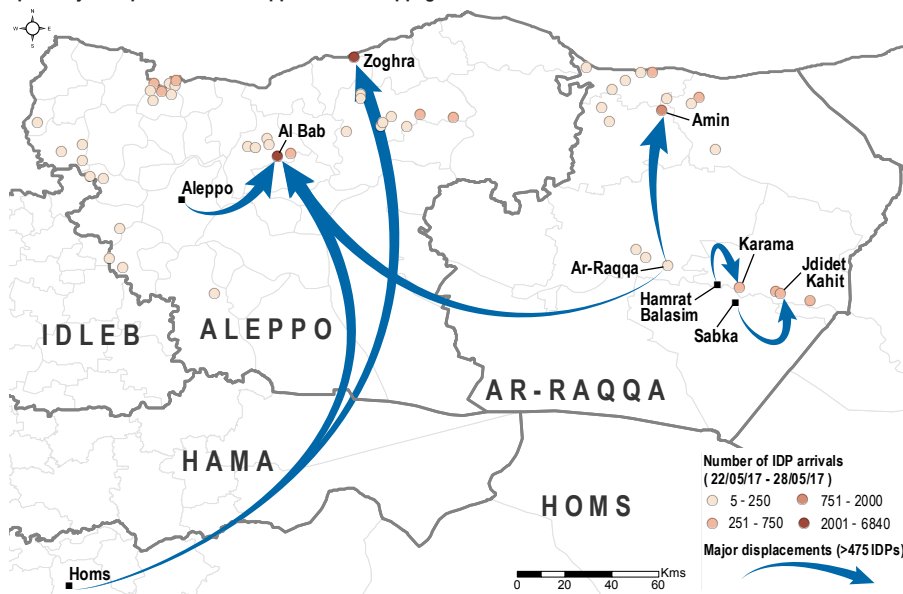 N
W
E
S
Zoghra
Al Bab
Amin
Aleppo
Karama
Ar-Raqqa
Jdidet
Kahit
Hamrat
Balasim
Sabka
IDLEB
ALEPPO
AR-RAQQA
HAMA
HOMS
Homs
Number of IDP arrivals
( 22/05/17 - 28/05/17 )
5 - 250
751 - 2000
251 - 750
2001 - 6840
Major displacements (>475 IDPs)
Kms
0 10 20 40 60